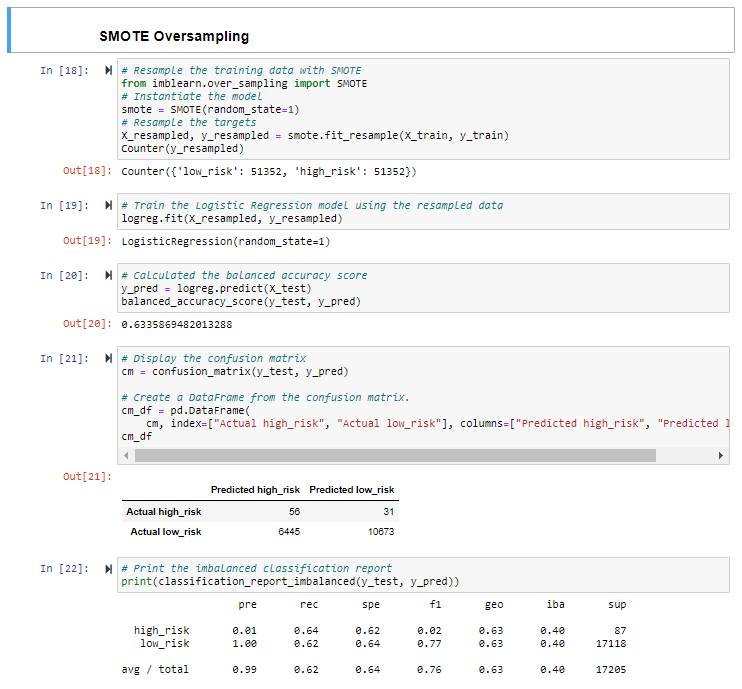 SMOTE Oversampling
In [18]: # Resample the training data with SMOTE
from imblearn.over_sampling import SMOTE
# Instantiate the model
smote = SMOTE(random_state=1)
# Resample the targets
X_resampled, y_resampled = smote.fit_resample(X_train, y_train)
Counter(y_resampled)
Out[18]: Counter({'low_risk': 51352, 'high_risk': 51352})
In [19]: # Train the Logistic Regression model using the resampled data
logreg.fit(X_resampled, y_resampled)
Out[19]: LogisticRegression(random_state=1)
In [20]: # Calculated the balanced accuracy score
y_pred = logreg.predict(X_test)
balanced_accuracy_score(y_test, y_pred)
Out[20]: 0.6335869482013288
In [21]: # Display the confusion matrix
cm = confusion_matrix(y_test, y_pred)
# Create a DataFrame from the confusion matrix.
cm_df = pd.DataFrame(
cm, index=["Actual high_risk", "Actual low_risk"], columns=["Predicted high_risk", "Predicted l
cm_df
Out[21]:
Predicted high_risk Predicted low_risk
Actual high_risk 56 31
Actual low_risk 6445 10673
In [22]: # Print the imbalanced classification report
print(classification_report_imbalanced(y_test, y_pred))
pre rec spe f1 geo iba sup
high_risk 0.01 0.64 0.62 0.02 0.63 0.40 87
low_risk 1.00 0.62 0.64 0.77 0.63 0.40 17118
avg / total 0.99 0.62 0.64 0.76 0.63 0.40 17205